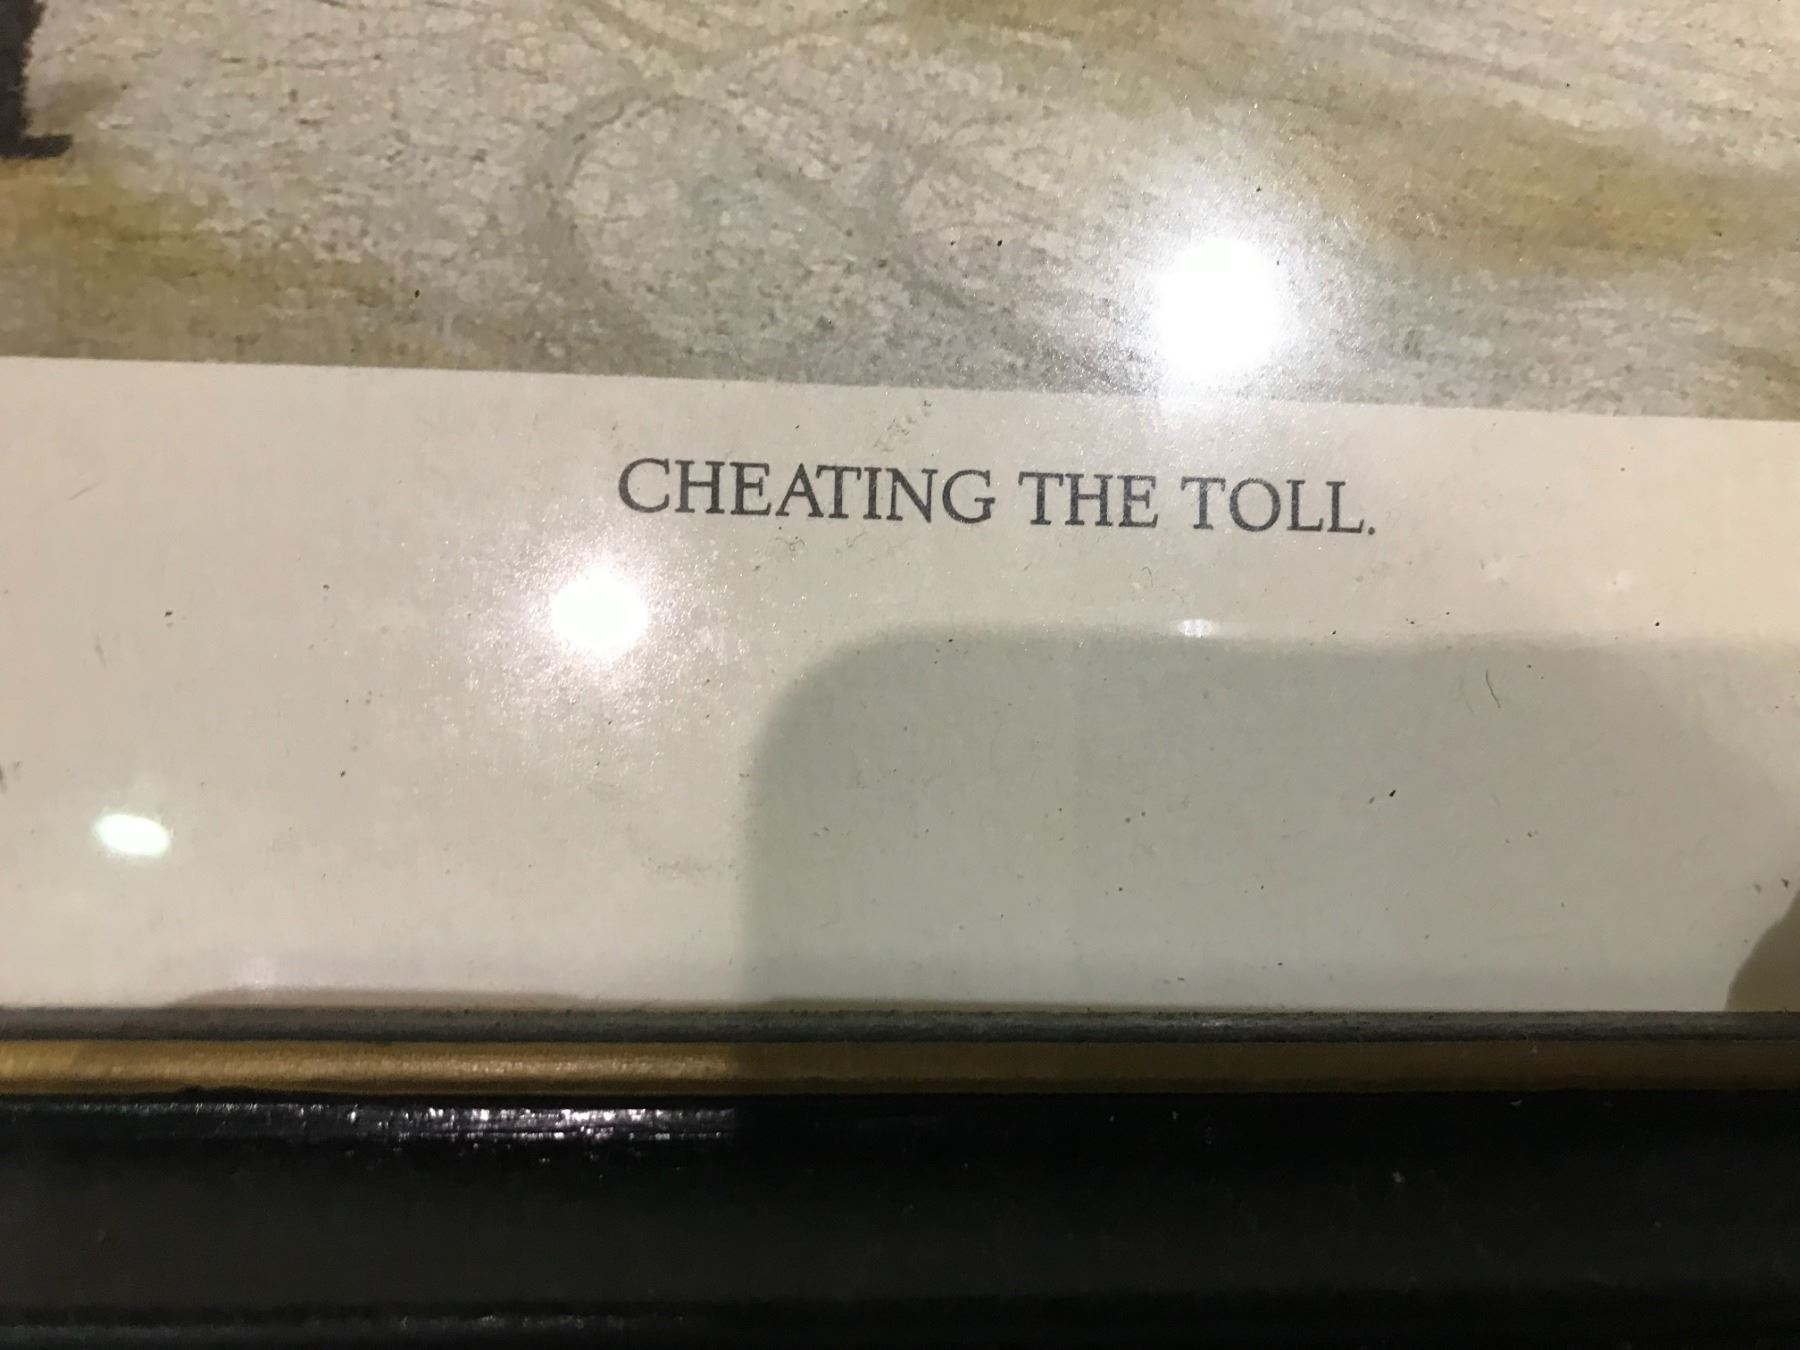 CHEATING THE TOLL.